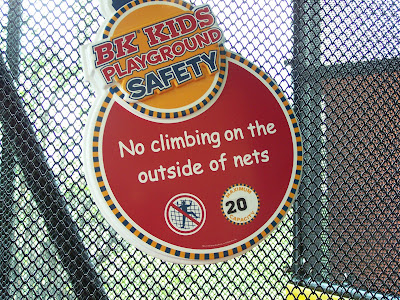 BK KIDS
PLAYGROUND
SAFETY
No climbing on the
outside of nets
MAXIMUM
20
CAPACITY